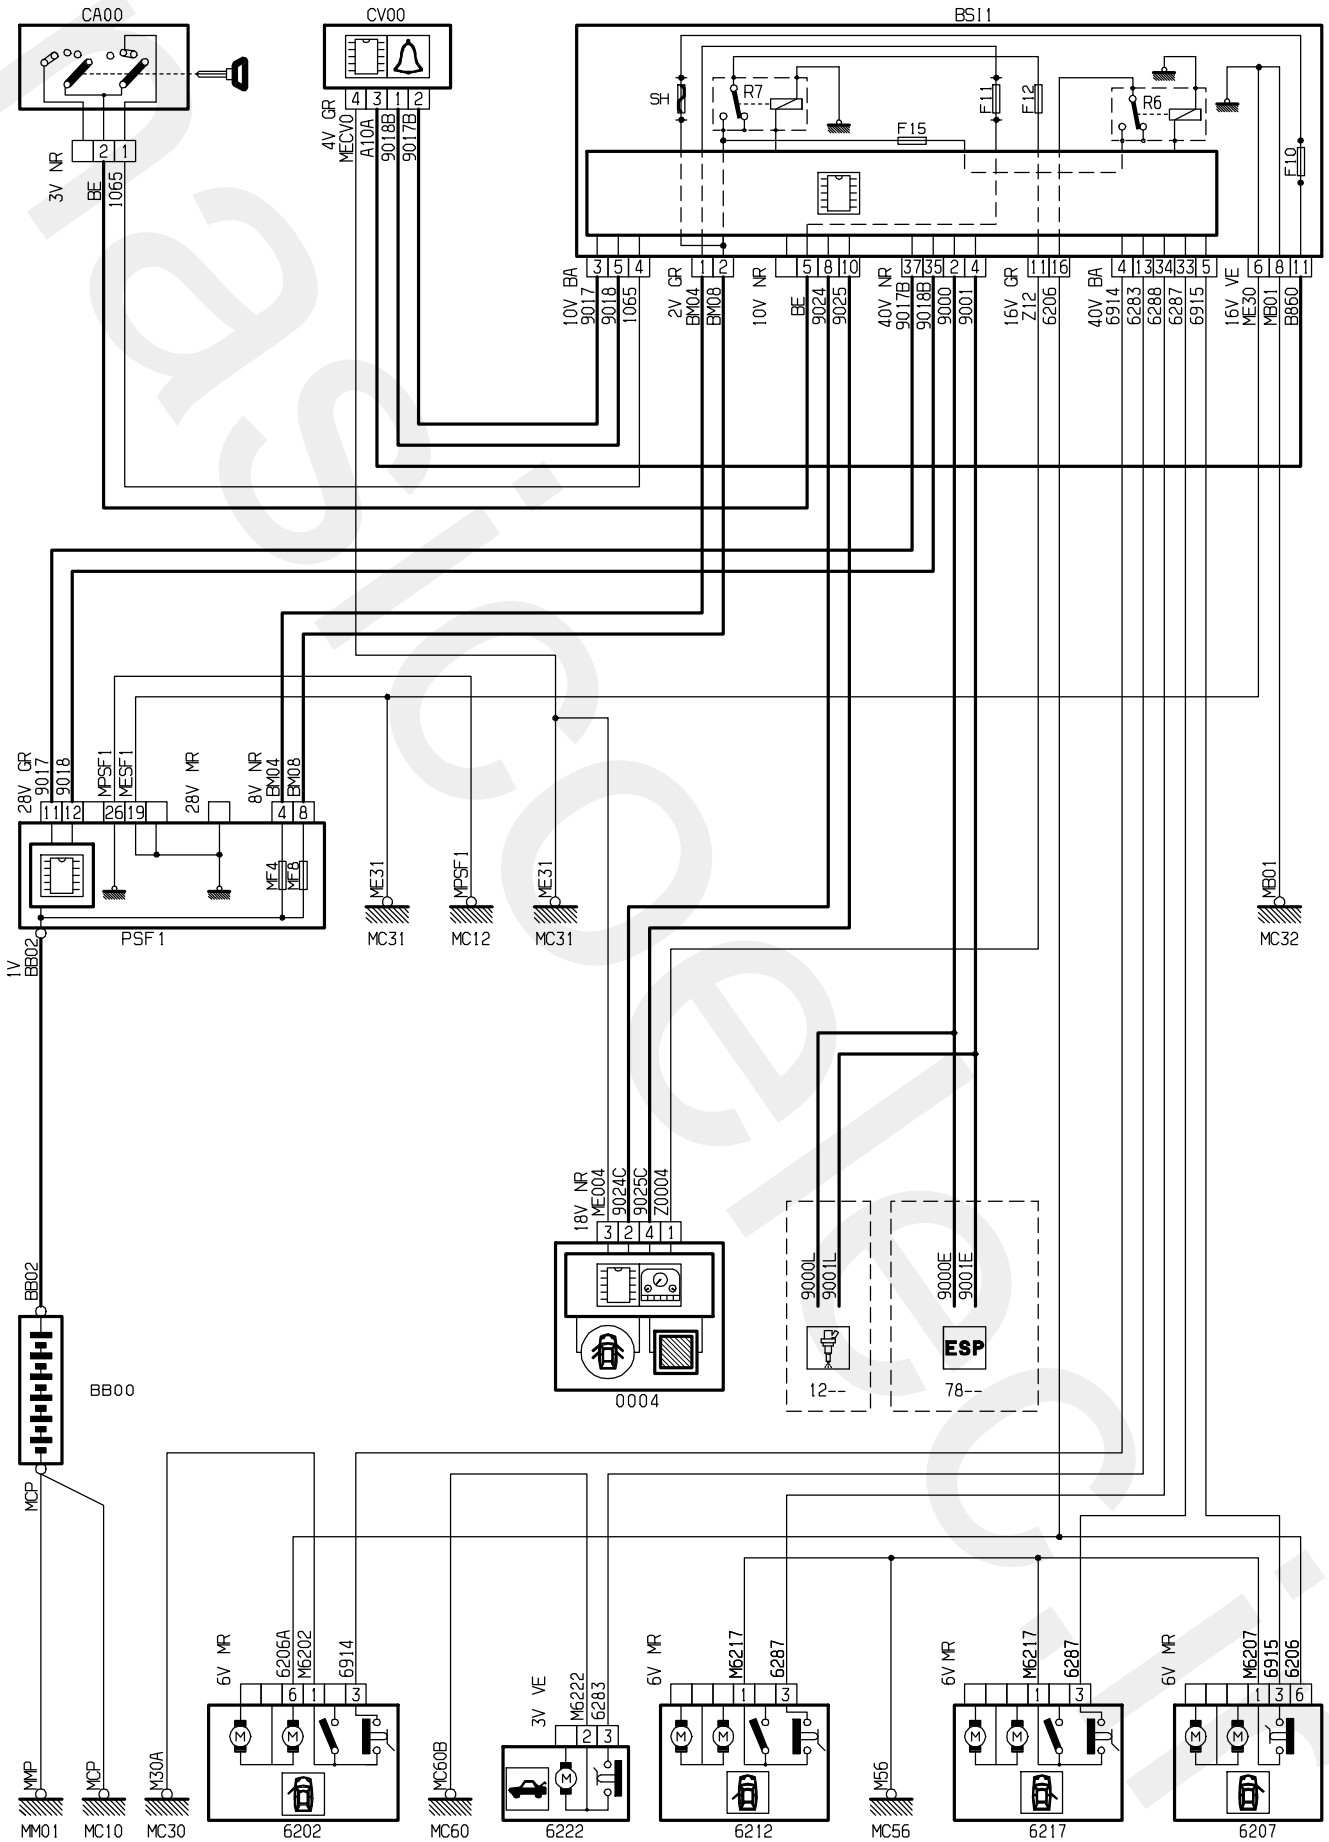 CA00
CV00
BSI1
SH
R7
F11
F12
R6
F15
F10
4 3 1 2
2 1
3V NR
BE
1065
4V GR
MECV0
A10A
9018B
9017B
3 5 4
1 2
5 8 10
37 35 2 4
11 16
4 13 34 33 5
6 8 11
10V BA
9017
9018
1065
2V GR
BM04
BM08
10V NR
BE
9024
9025
40V NR
9017B
9018B
9000
9001
16V GR
Z12
6206
40V BA
6914
6283
6288
6287
6915
16V VE
ME30
MB01
B860
28V GR
9017
9018
MPSF1
MESF1
28V MR
8V NR
BM04
BM08
11 12 26 19
4 8
MF4
MF8
PSF1
1V
BB02
ME31
MC31
MPSF1
MC12
ME31
MC31
MB01
MC32
18V NR
ME004
9024C
9025C
Z0004
3 2 4 1
0004
9000L
9001L
12--
9000E
9001E
ESP
78--
BB02
BB00
MCP
6V MR
6206A
M6202
6914
6 1 3
M M
6202
3V VE
M6222
6283
2 3
M
6222
6V MR
M6217
6287
1 3
M M
6212
6V MR
M6217
6287
1 3
M M
6217
6V MR
M6207
6915
6206
1 3 6
M M
6207
MMP
MM01
MCP
MC10
M30A
MC30
MC60B
MC60
M56
MC56